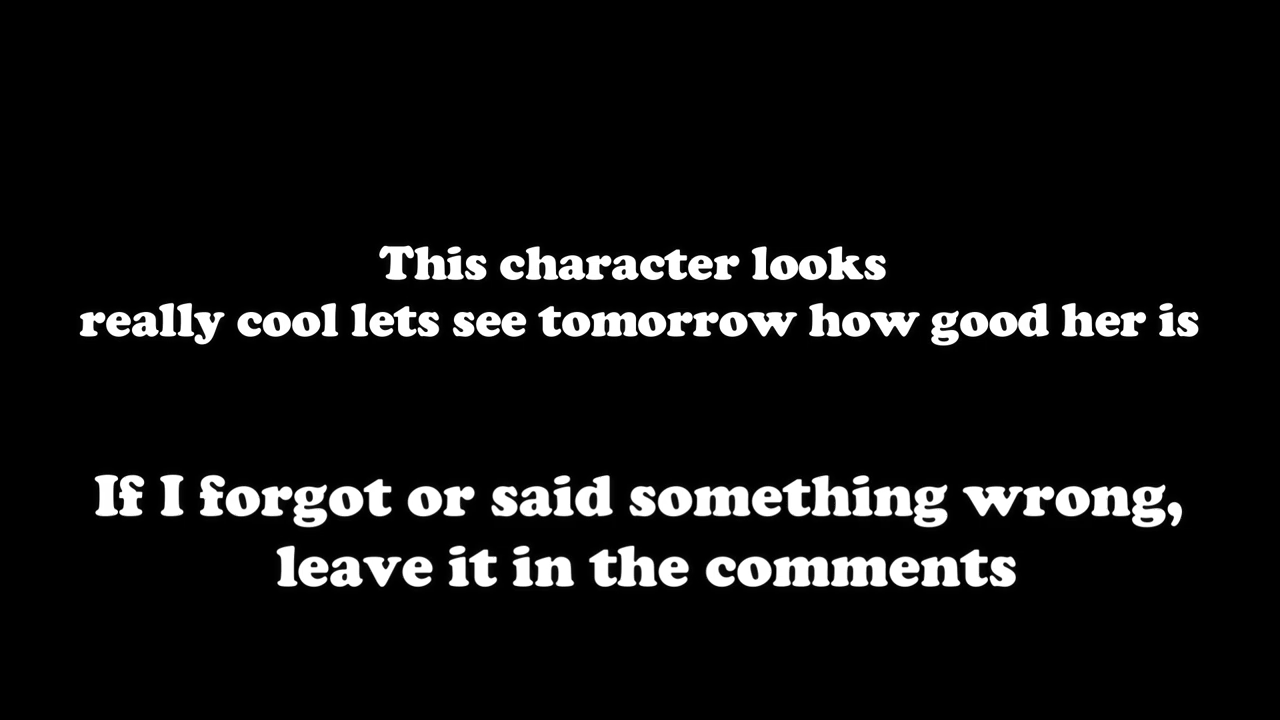 This character looks
really cool lets see tomorrow how good her is
If I forgot or said something wrong,
leave it in the comments